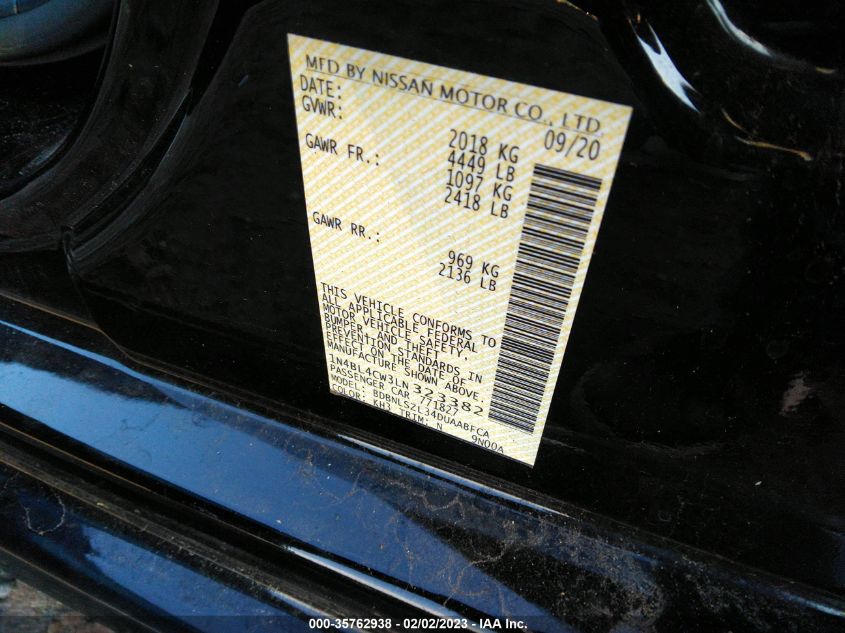 MFD BY NISSAN MOTOR CO., LTD.
DATE: 09/20
GVWR: 2018 KG
4449 LB
GAWR FR.: 1097 KG
2418 LB
GAWR RR.: 969 KG
2136 LB
THIS VEHICLE CONFORMS TO
ALL APPLICABLE FEDERAL
MOTOR VEHICLE SAFETY,
BUMPER, AND THEFT
PREVENTION STANDARDS IN
EFFECT ON THE DATE OF
MANUFACTURE SHOWN ABOVE.
1N4BL4CW3LN323382
PASSENGER CAR 771827
MODEL: BDBNLS2L34DUAABFCA
COLOR: KH3 TRIM: N 9N00A
000-35762938 - 02/02/2023 - IAA Inc.